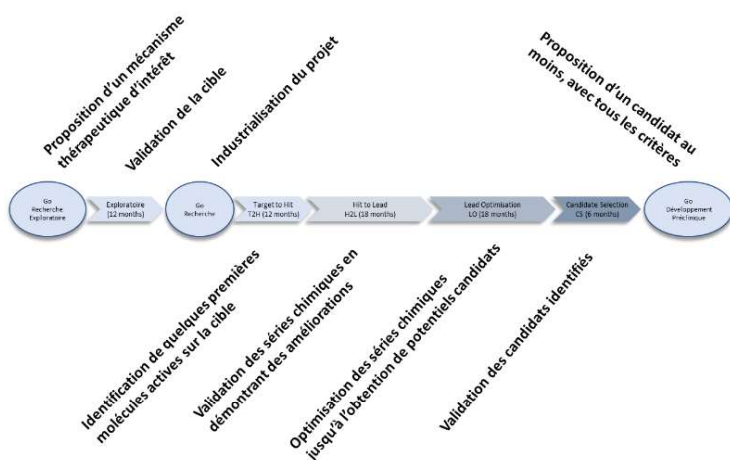 Proposition d'un mécanisme
thérapeutique d'intérêt
Validation de la cible
Industrialisation du projet
Proposition d'un candidat au
moins, avec tous les critères
Go
Recherche
Exploratoire
Exploratoire
(12 months)
Go
Recherche
Target to Hit
T2H (12 months)
Hit to Lead
H2L (18 months)
Lead Optimisation
LO (18 months)
Candidate Selection
CS (6 months)
Go
Développement
Préclinique
Identification de quelques premières
molécules actives sur la cible
Validation des séries chimiques en
démontrant des améliorations
Optimisation des séries chimiques
jusqu'à l'obtention de potentiels candidats
Validation des candidats identifiés